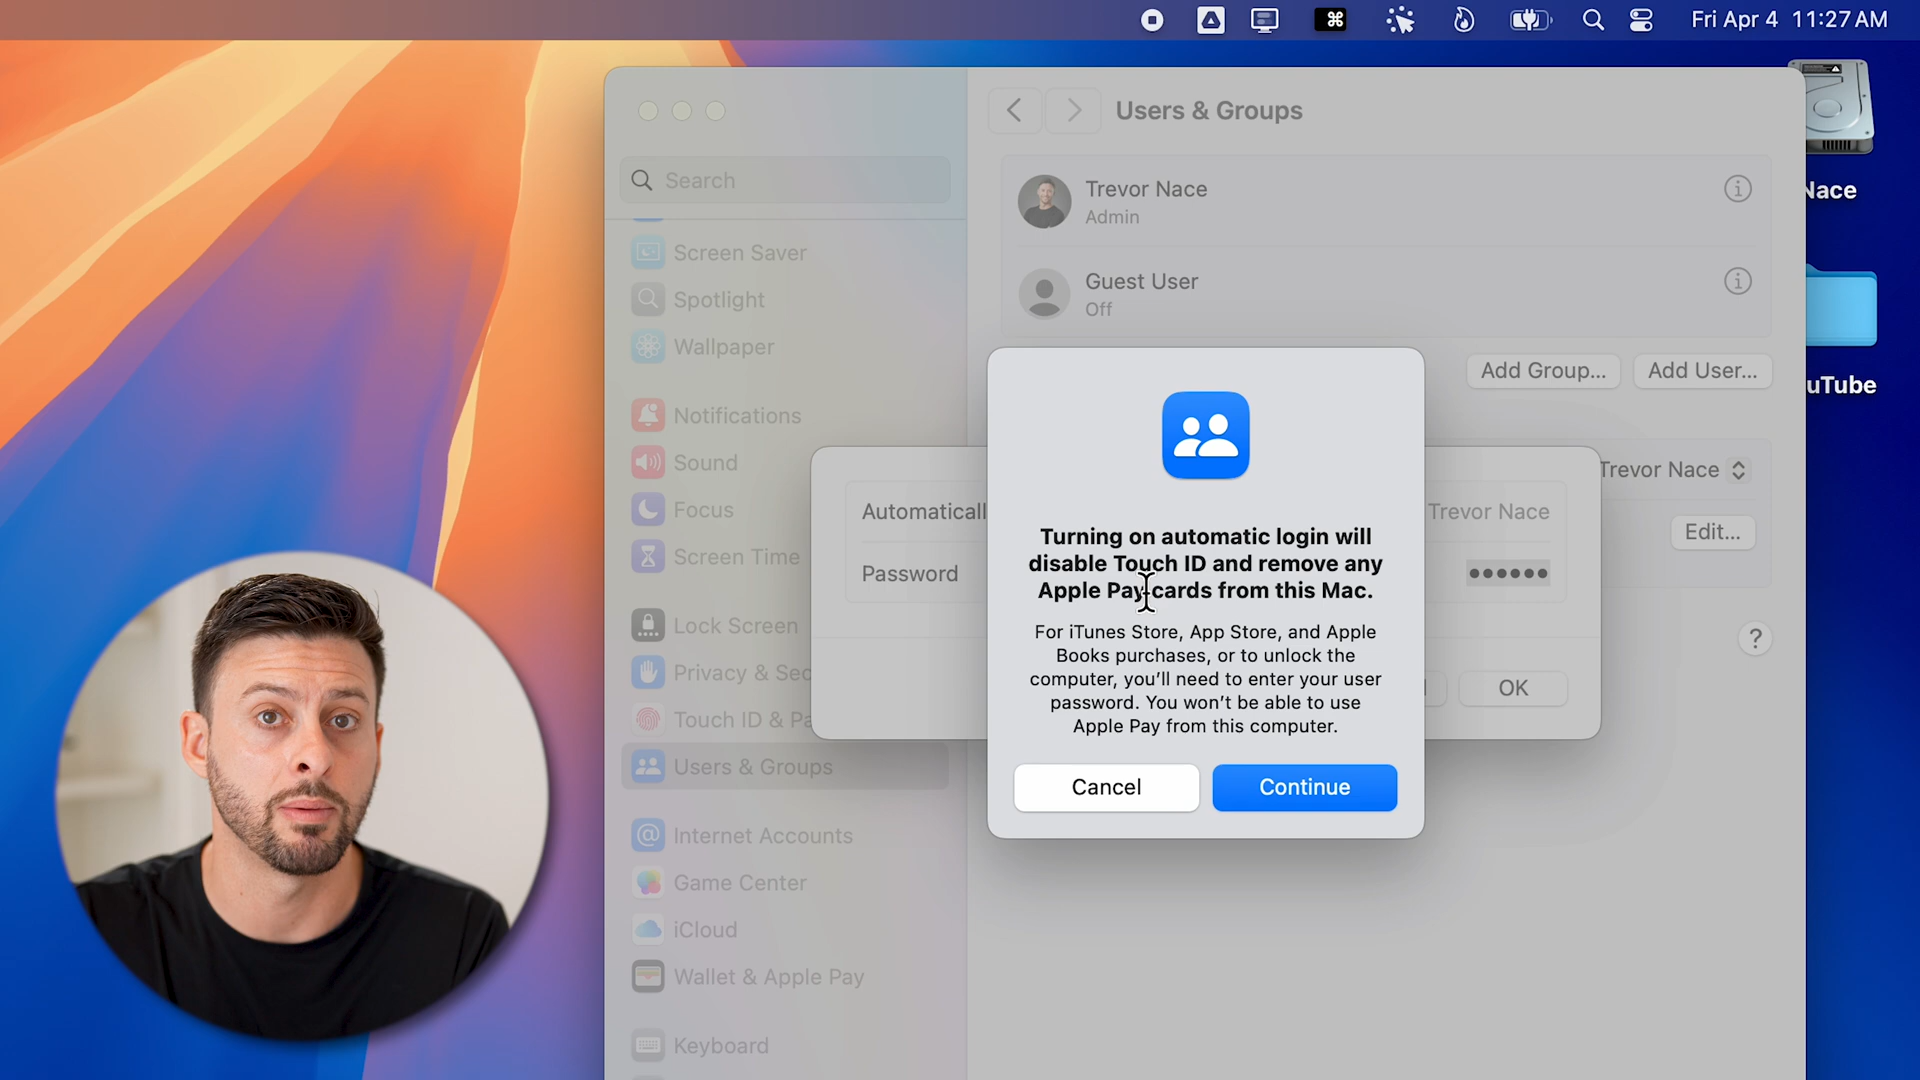 Fri Apr 4 11:27 AM
Users & Groups
Search
Trevor Nace
Admin
Guest User
Off
Add Group...
Add User...
Screen Saver
Spotlight
Wallpaper
Notifications
Sound
Focus
Screen Time
Lock Screen
Privacy & Sec
Touch ID & Pa
Users & Groups
Internet Accounts
Game Center
iCloud
Wallet & Apple Pay
Keyboard
Automaticall
Trevor Nace
Password
Trevor Nace
Edit...
?
OK
Turning on automatic login will
disable Touch ID and remove any
Apple Pay cards from this Mac.
For iTunes Store, App Store, and Apple
Books purchases, or to unlock the
computer, you'll need to enter your user
password. You won't be able to use
Apple Pay from this computer.
Cancel
Continue
Nace
uTube